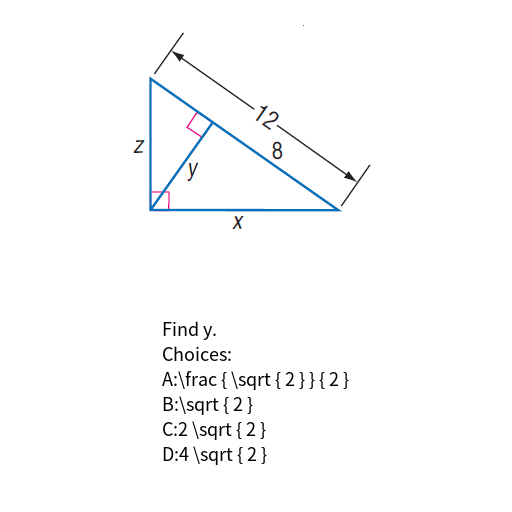 12
8
z
y
x
Find y.
Choices:
A:\frac { \sqrt { 2 } } { 2 }
B:\sqrt { 2 }
C:2 \sqrt { 2 }
D:4 \sqrt { 2 }